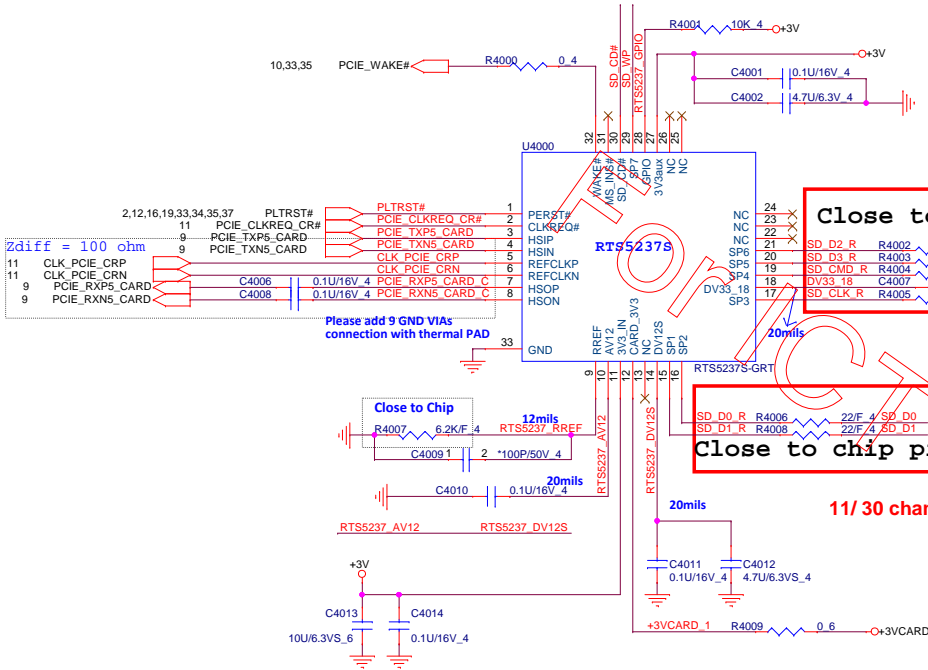 R4001 10K_4 +3V
10,33,35 PCIE_WAKE# R4000 0_4
SD_CD#
SD_WP
RTS5237_GPIO
+3V
C4001 0.1U/16V_4
C4002 4.7U/6.3V_4
32 31 30 29 28 27 26 25
U4000
WAKE#
MS_INS#
SD_CD#
SP7
GPIO
3V3aux
NC
NC
2,12,16,19,33,34,35,37 PLTRST# PLTRST# 1 PERST#
11 PCIE_CLKREQ_CR# PCIE_CLKREQ_CR# 2 CLKREQ#
9 PCIE_TXP5_CARD PCIE_TXP5_CARD 3 HSIP
9 PCIE_TXN5_CARD PCIE_TXN5_CARD 4 HSIN
Zdiff = 100 ohm
11 CLK_PCIE_CRP CLK_PCIE_CRP 5 REFCLKP
11 CLK_PCIE_CRN CLK_PCIE_CRN 6 REFCLKN
9 PCIE_RXP5_CARD C4006 0.1U/16V_4 PCIE_RXP5_CARD_C 7 HSOP
9 PCIE_RXN5_CARD C4008 0.1U/16V_4 PCIE_RXN5_CARD_C 8 HSON
RTS5237S
NC 24
NC 23
NC 22
Close to
SP6 21 SD_D2_R R4002
SP5 20 SD_D3_R R4003
SP4 19 SD_CMD_R R4004
DV33_18 18 DV33_18 C4007
SP3 17 SD_CLK_R R4005
20mils
Please add 9 GND VIAs
connection with thermal PAD
33 GND
RREF
AV12
3V3_IN
CARD_3V3
NC
DV12S
SP1
SP2
RTS5237S-GRT
9 10 11 12 13 14 15 16
Close to Chip
R4007 6.2K/F_4 12mils RTS5237_RREF
C4009 1 2 *100P/50V_4
RTS5237_AV12
RTS5237_DV12S
SD_D0_R R4006 22/F_4 SD_D0
SD_D1_R R4008 22/F_4 SD_D1
Close to chip pi
20mils
C4010 0.1U/16V_4
20mils
11/ 30 chan
RTS5237_AV12 RTS5237_DV12S
C4011
0.1U/16V_4
C4012
4.7U/6.3VS_4
+3V
C4013
10U/6.3VS_6
C4014
0.1U/16V_4
+3VCARD_1 R4009 0_6 +3VCARD